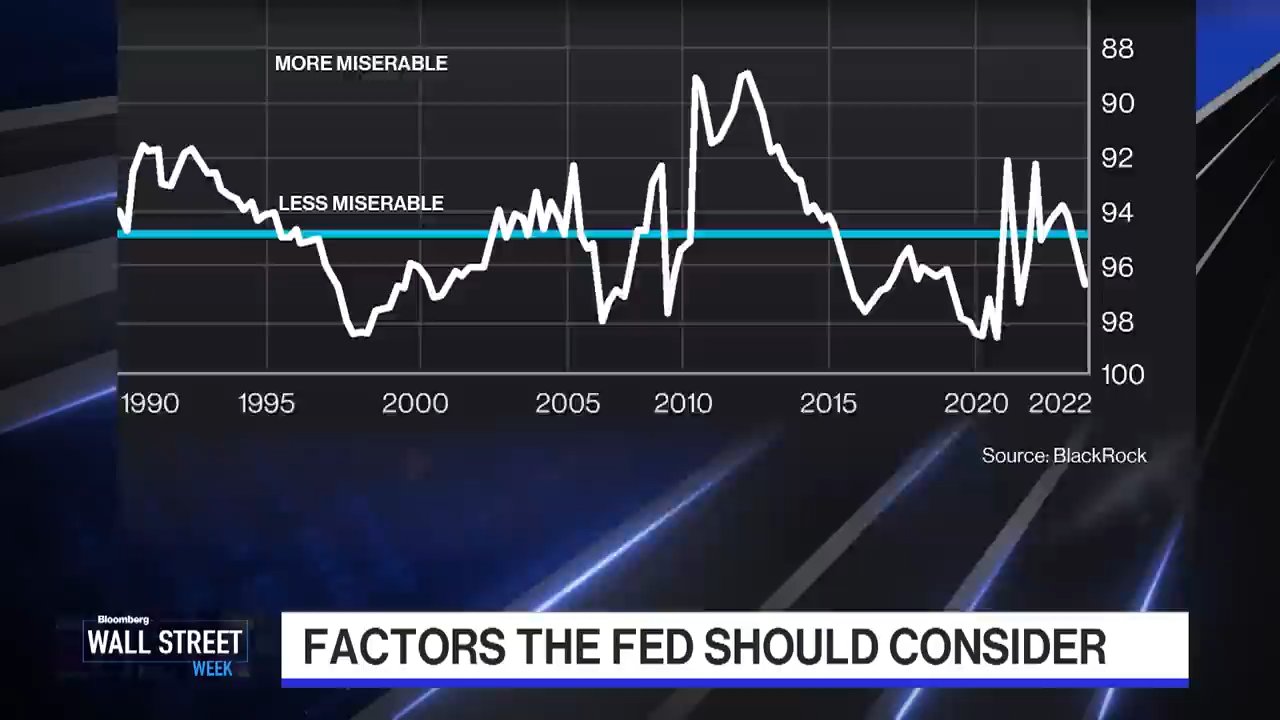 MORE MISERABLE
LESS MISERABLE
88
90
92
94
96
98
100
1990 1995 2000 2005 2010 2015 2020 2022
Source: BlackRock
Bloomberg
WALL STREET
WEEK
FACTORS THE FED SHOULD CONSIDER